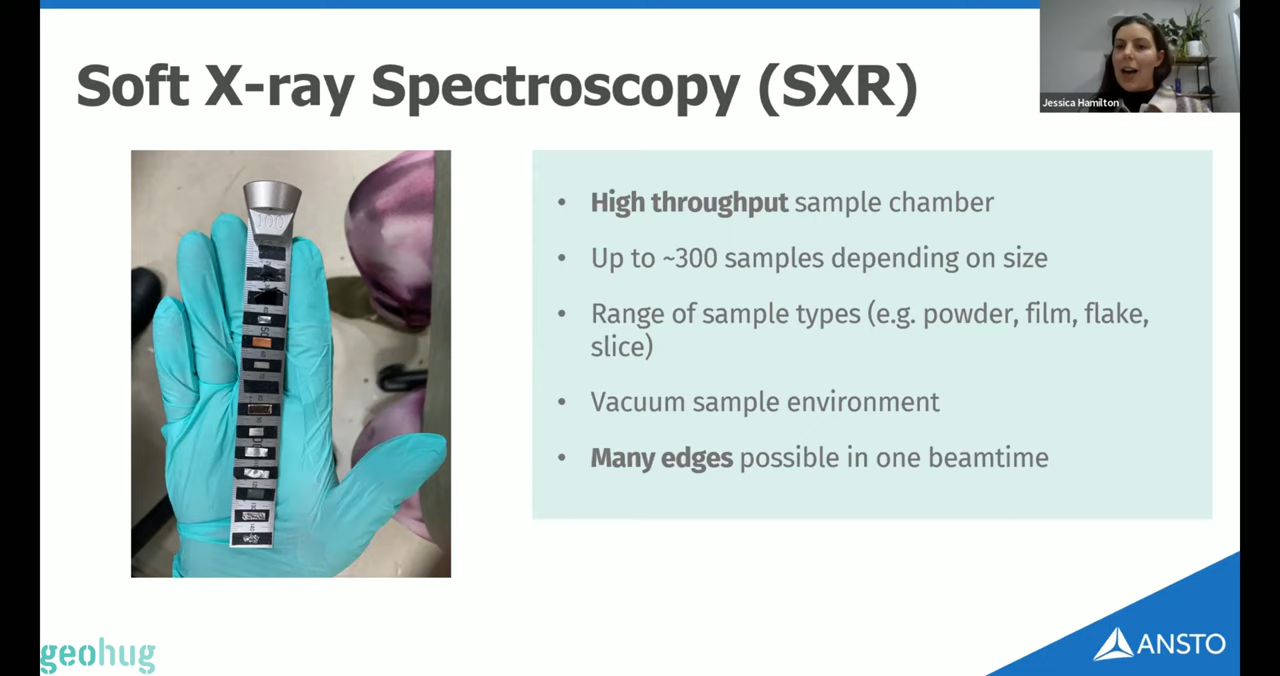 Soft X-ray Spectroscopy (SXR)
Jessica Hamilton
100
• High throughput sample chamber
• Up to ~300 samples depending on size
• Range of sample types (e.g. powder, film, flake,
slice)
• Vacuum sample environment
• Many edges possible in one beamtime
geohug
ANSTO